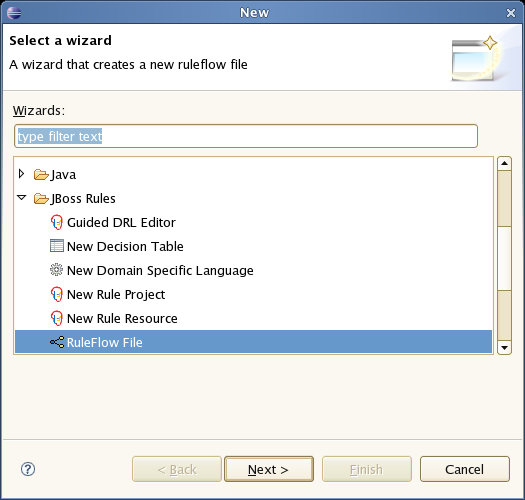 New
Select a wizard
A wizard that creates a new ruleflow file
Wizards:
type filter text
Java
JBoss Rules
Guided DRL Editor
New Decision Table
New Domain Specific Language
New Rule Project
New Rule Resource
RuleFlow File
?
< Back
Next >
Finish
Cancel